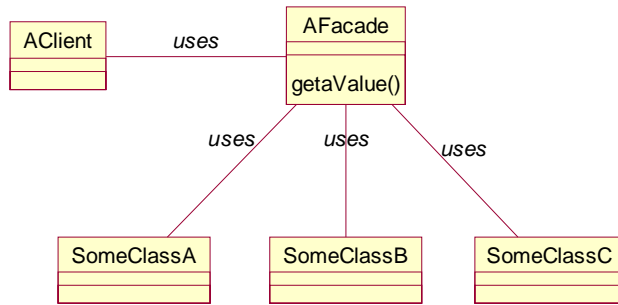 AClient
uses
AFacade
getaValue()
uses
uses
uses
SomeClassA
SomeClassB
SomeClassC